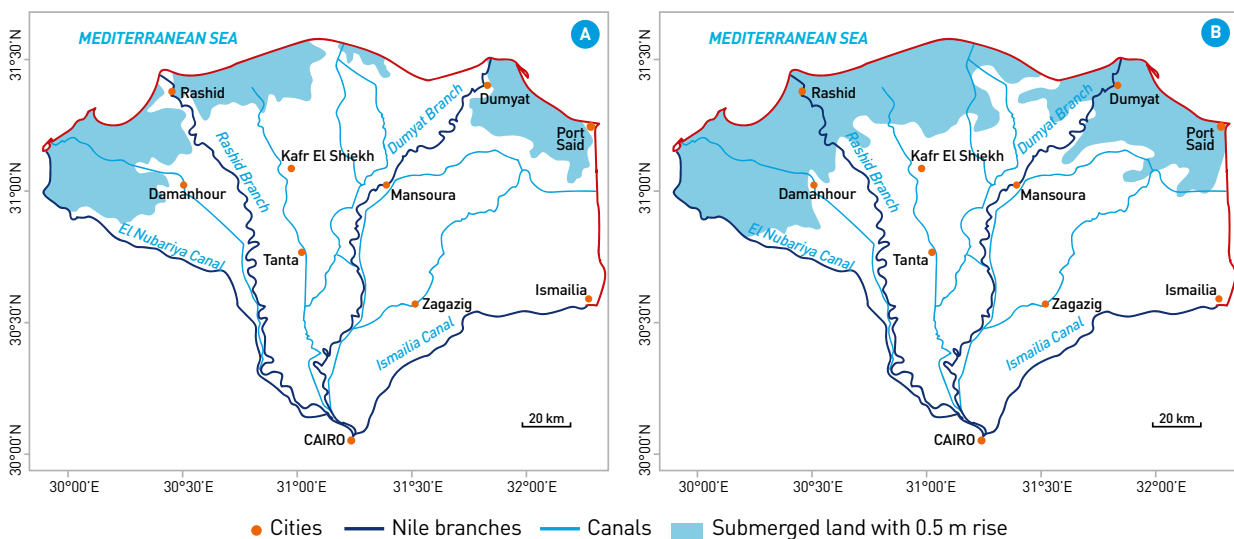 MEDITERRANEAN SEA
A
31°30'N
31°00'N
30°30'N
30°00'N
Rashid
Dumyat
Port
Said
Rashid Branch
Dumyat Branch
Kafr El Shiekh
Damanhour
Mansoura
El Nubariya Canal
Tanta
Ismailia
Zagazig
Ismailia Canal
20 km
CAIRO
30°00'E
30°50'E
31°00'E
31°50'E
32°00'E
MEDITERRANEAN SEA
B
31°30'N
31°00'N
30°30'N
30°00'N
Rashid
Dumyat
Port
Said
Rashid Branch
Dumyat Branch
Kafr El Shiekh
Damanhour
Mansoura
El Nubariya Canal
Tanta
Ismailia
Zagazig
Ismailia Canal
20 km
CAIRO
30°00'E
30°50'E
31°00'E
31°50'E
32°00'E
Cities
Nile branches
Canals
Submerged land with 0.5 m rise